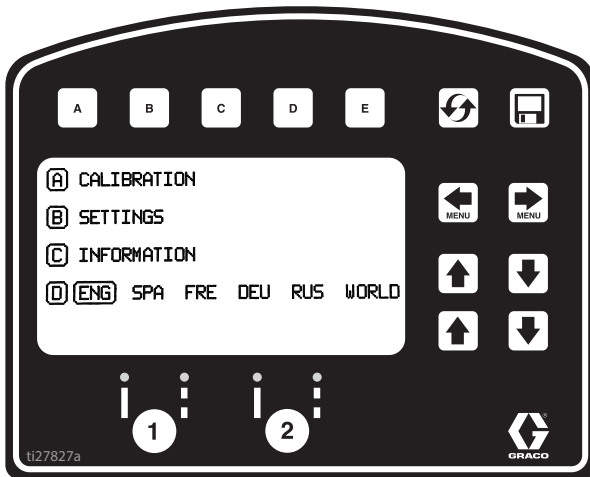 A B C D E
A CALIBRATION
B SETTINGS
C INFORMATION
D ENG SPA FRE DEU RUS WORLD
MENU MENU
1 2
ti27827a
GRACO